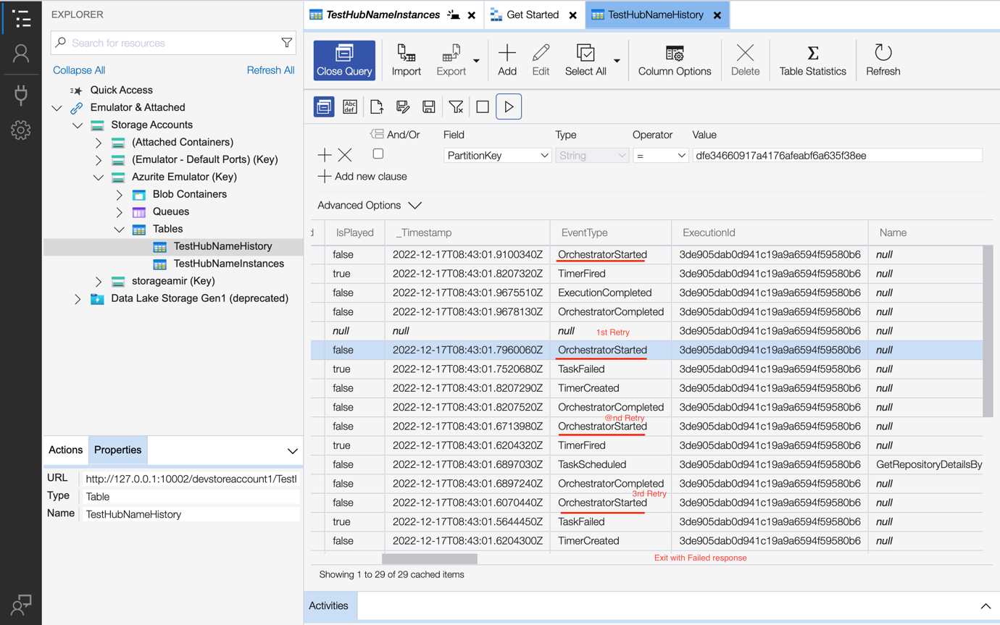 EXPLORER
Search for resources
Collapse All Refresh All
Quick Access
Emulator & Attached
Storage Accounts
(Attached Containers)
(Emulator - Default Ports) (Key)
Azurite Emulator (Key)
Blob Containers
Queues
Tables
TestHubNameHistory
TestHubNameInstances
storageamir (Key)
Data Lake Storage Gen1 (deprecated)
Actions Properties
URL http://127.0.0.1:10002/devstoreaccount1/Testl
Type Table
Name TestHubNameHistory
TestHubNameInstances Get Started TestHubNameHistory
Close Query Import Export Add Edit Select All Column Options Delete Table Statistics Refresh
Abc
def
And/Or Field Type Operator Value
PartitionKey String = dfe34660917a4176afeabf6a635f38ee
Add new clause
Advanced Options
d IsPlayed _Timestamp EventType ExecutionId Name
false 2022-12-17T08:43:01.9100340Z OrchestratorStarted 3de905dab0d941c19a9a6594f59580b6 null
true 2022-12-17T08:43:01.8207320Z TimerFired 3de905dab0d941c19a9a6594f59580b6 null
false 2022-12-17T08:43:01.9675510Z ExecutionCompleted 3de905dab0d941c19a9a6594f59580b6 null
false 2022-12-17T08:43:01.9678130Z OrchestratorCompleted 3de905dab0d941c19a9a6594f59580b6 null
null null null 1st Retry 3de905dab0d941c19a9a6594f59580b6 null
false 2022-12-17T08:43:01.7960060Z OrchestratorStarted 3de905dab0d941c19a9a6594f59580b6 null
true 2022-12-17T08:43:01.7520680Z TaskFailed 3de905dab0d941c19a9a6594f59580b6 null
false 2022-12-17T08:43:01.8207290Z TimerCreated 3de905dab0d941c19a9a6594f59580b6 null
false 2022-12-17T08:43:01.8207520Z OrchestratorCompleted 3de905dab0d941c19a9a6594f59580b6 null
@nd Retry
false 2022-12-17T08:43:01.6713980Z OrchestratorStarted 3de905dab0d941c19a9a6594f59580b6 null
true 2022-12-17T08:43:01.6204320Z TimerFired 3de905dab0d941c19a9a6594f59580b6 null
false 2022-12-17T08:43:01.6897030Z TaskScheduled 3de905dab0d941c19a9a6594f59580b6 GetRepositoryDetailsBy
false 2022-12-17T08:43:01.6897240Z OrchestratorCompleted 3de905dab0d941c19a9a6594f59580b6 null
3rd Retry
false 2022-12-17T08:43:01.6070440Z OrchestratorStarted 3de905dab0d941c19a9a6594f59580b6 null
true 2022-12-17T08:43:01.5644450Z TaskFailed 3de905dab0d941c19a9a6594f59580b6 null
false 2022-12-17T08:43:01.6204300Z TimerCreated 3de905dab0d941c19a9a6594f59580b6 null
Exit with Failed response
Showing 1 to 29 of 29 cached items
Activities